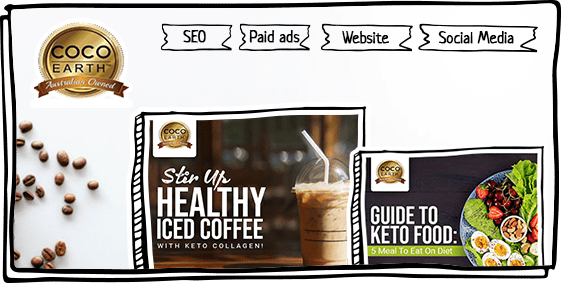 SEO
Paid ads
Website
Social Media
COCO
EARTH™
Australian Owned
COCO
EARTH
Stir Up
HEALTHY
ICED COFFEE
WITH KETO COLLAGEN!
COCO
EARTH
GUIDE TO
KETO FOOD:
5 Meal To Eat On Diet